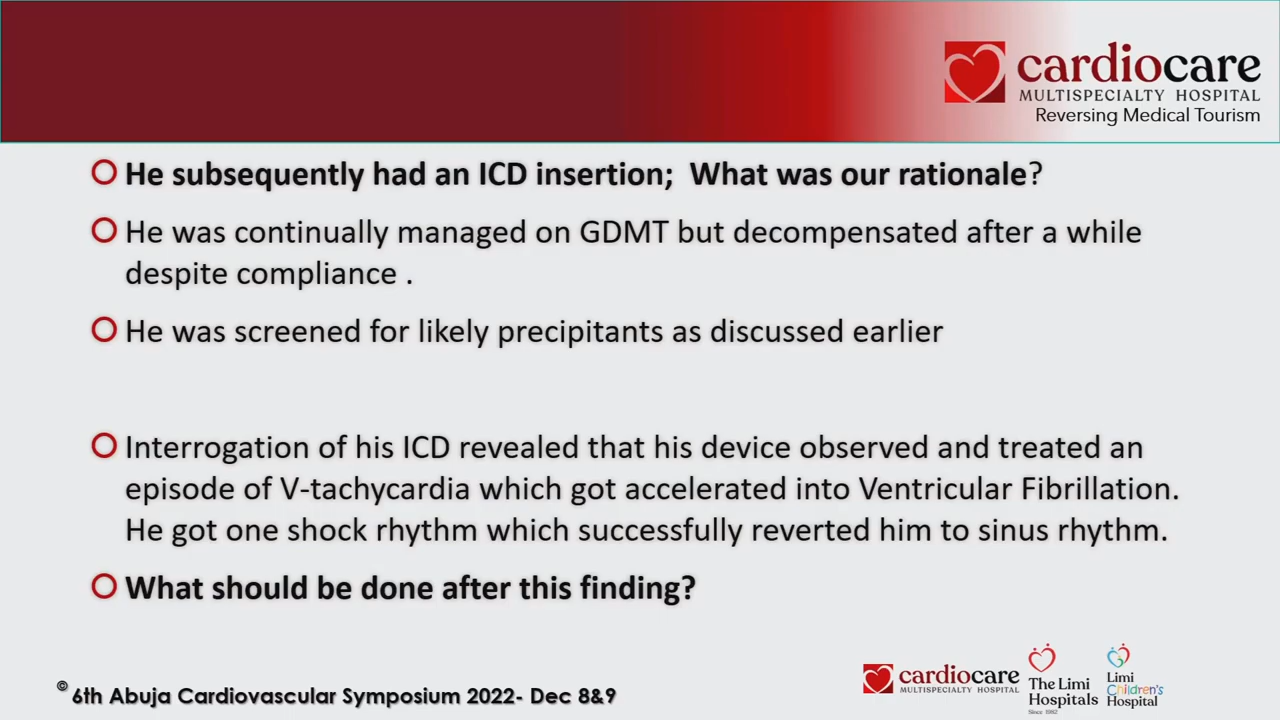 cardiocare
MULTISPECIALTY HOSPITAL
Reversing Medical Tourism
He subsequently had an ICD insertion; What was our rationale?
He was continually managed on GDMT but decompensated after a while
despite compliance .
He was screened for likely precipitants as discussed earlier
Interrogation of his ICD revealed that his device observed and treated an
episode of V-tachycardia which got accelerated into Ventricular Fibrillation.
He got one shock rhythm which successfully reverted him to sinus rhythm.
What should be done after this finding?
© 6th Abuja Cardiovascular Symposium 2022- Dec 8&9
cardiocare
MULTISPECIALTY HOSPITAL
The Limi
Hospitals
Since 1982
Limi
Children's
Hospital